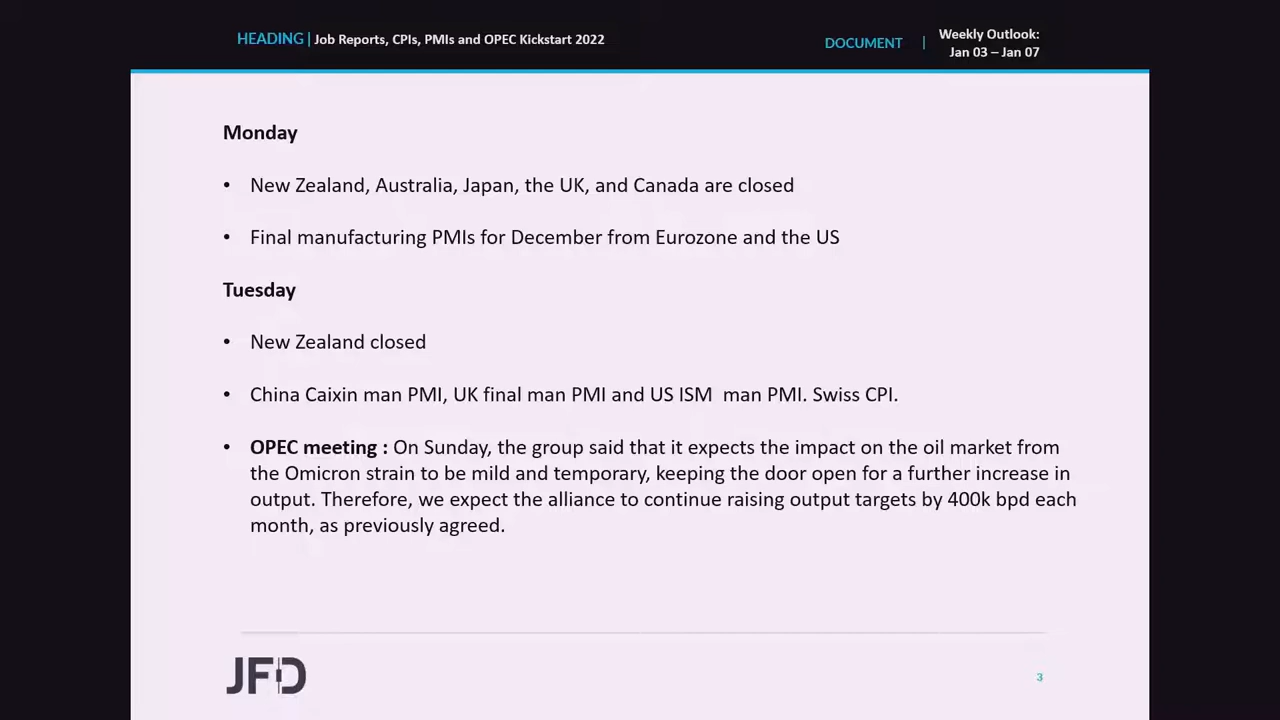 HEADING | Job Reports, CPIs, PMIs and OPEC Kickstart 2022
DOCUMENT | Weekly Outlook:
Jan 03 – Jan 07
Monday
• New Zealand, Australia, Japan, the UK, and Canada are closed
• Final manufacturing PMIs for December from Eurozone and the US
Tuesday
• New Zealand closed
• China Caixin man PMI, UK final man PMI and US ISM  man PMI. Swiss CPI.
• OPEC meeting : On Sunday, the group said that it expects the impact on the oil market from
the Omicron strain to be mild and temporary, keeping the door open for a further increase in
output. Therefore, we expect the alliance to continue raising output targets by 400k bpd each
month, as previously agreed.
JFD
3